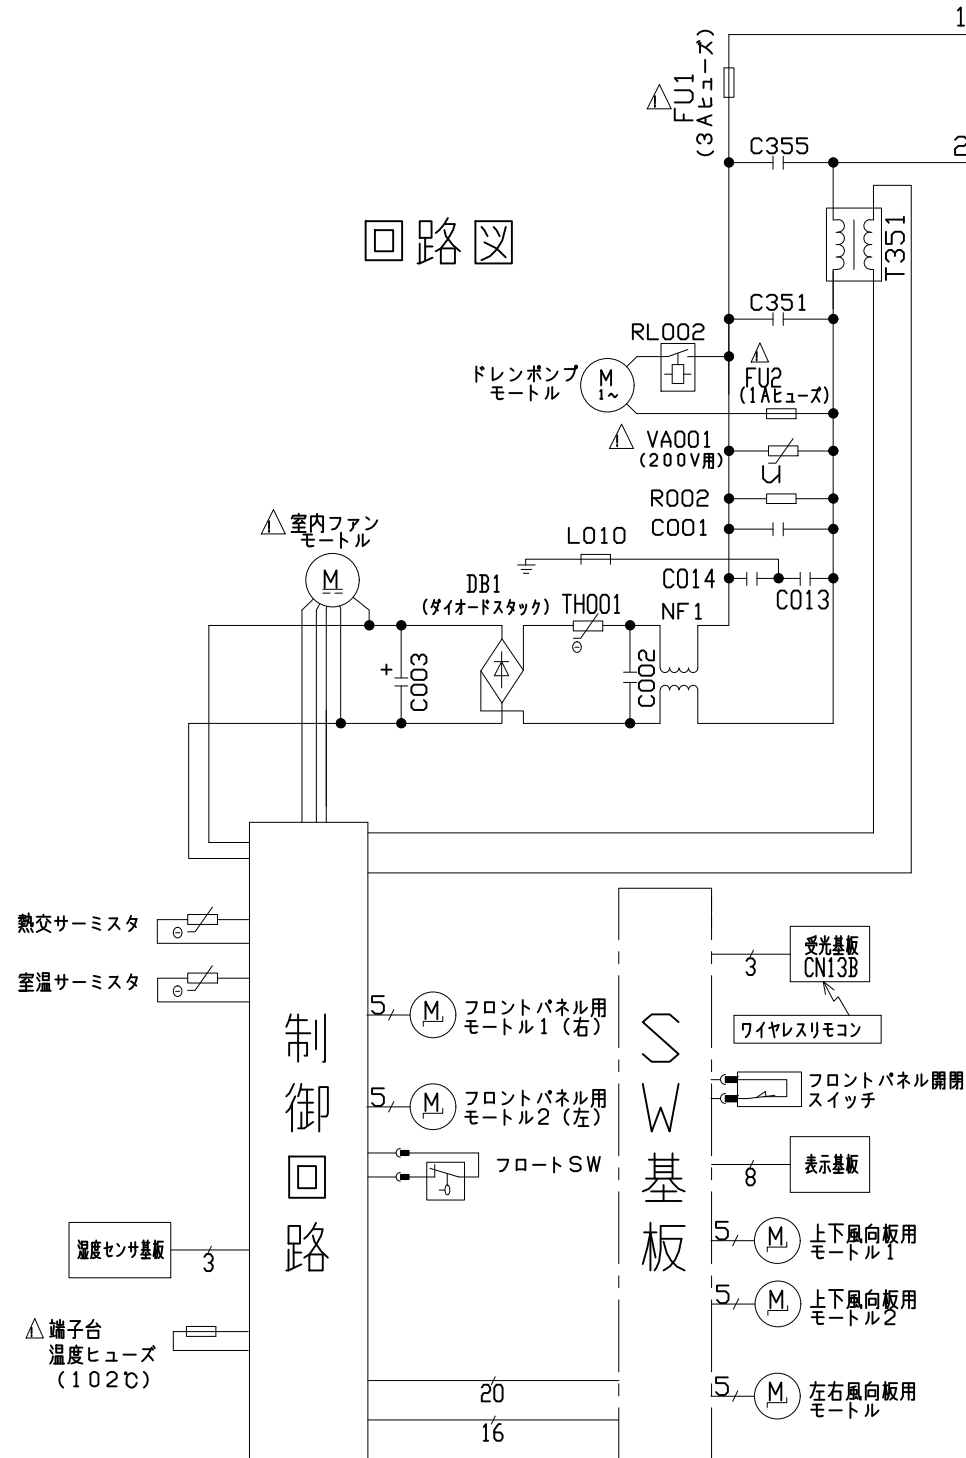 1
FU1
(3Aヒューズ)
C355
2
回路図
T351
C351
RL002
ドレンポンプ
モートル
M
1~
FU2
(1Aヒューズ)
VA001
(200V用)
U
R002
C001
室内ファン
モートル
M
L010
C014
C013
DB1
(ダイオードスタック)
TH001
NF1
+
C003
C002
熱交サーミスタ
室温サーミスタ
制御回路
5
M
フロントパネル用
モートル1(右)
5
M
フロントパネル用
モートル2(左)
フロートSW
湿度センサ基板
3
端子台
温度ヒューズ
(102℃)
20
16
SW基板
3
受光基板
CN13B
ワイヤレスリモコン
フロントパネル開閉
スイッチ
8
表示基板
5
M
上下風向板用
モートル1
5
M
上下風向板用
モートル2
5
M
左右風向板用
モートル